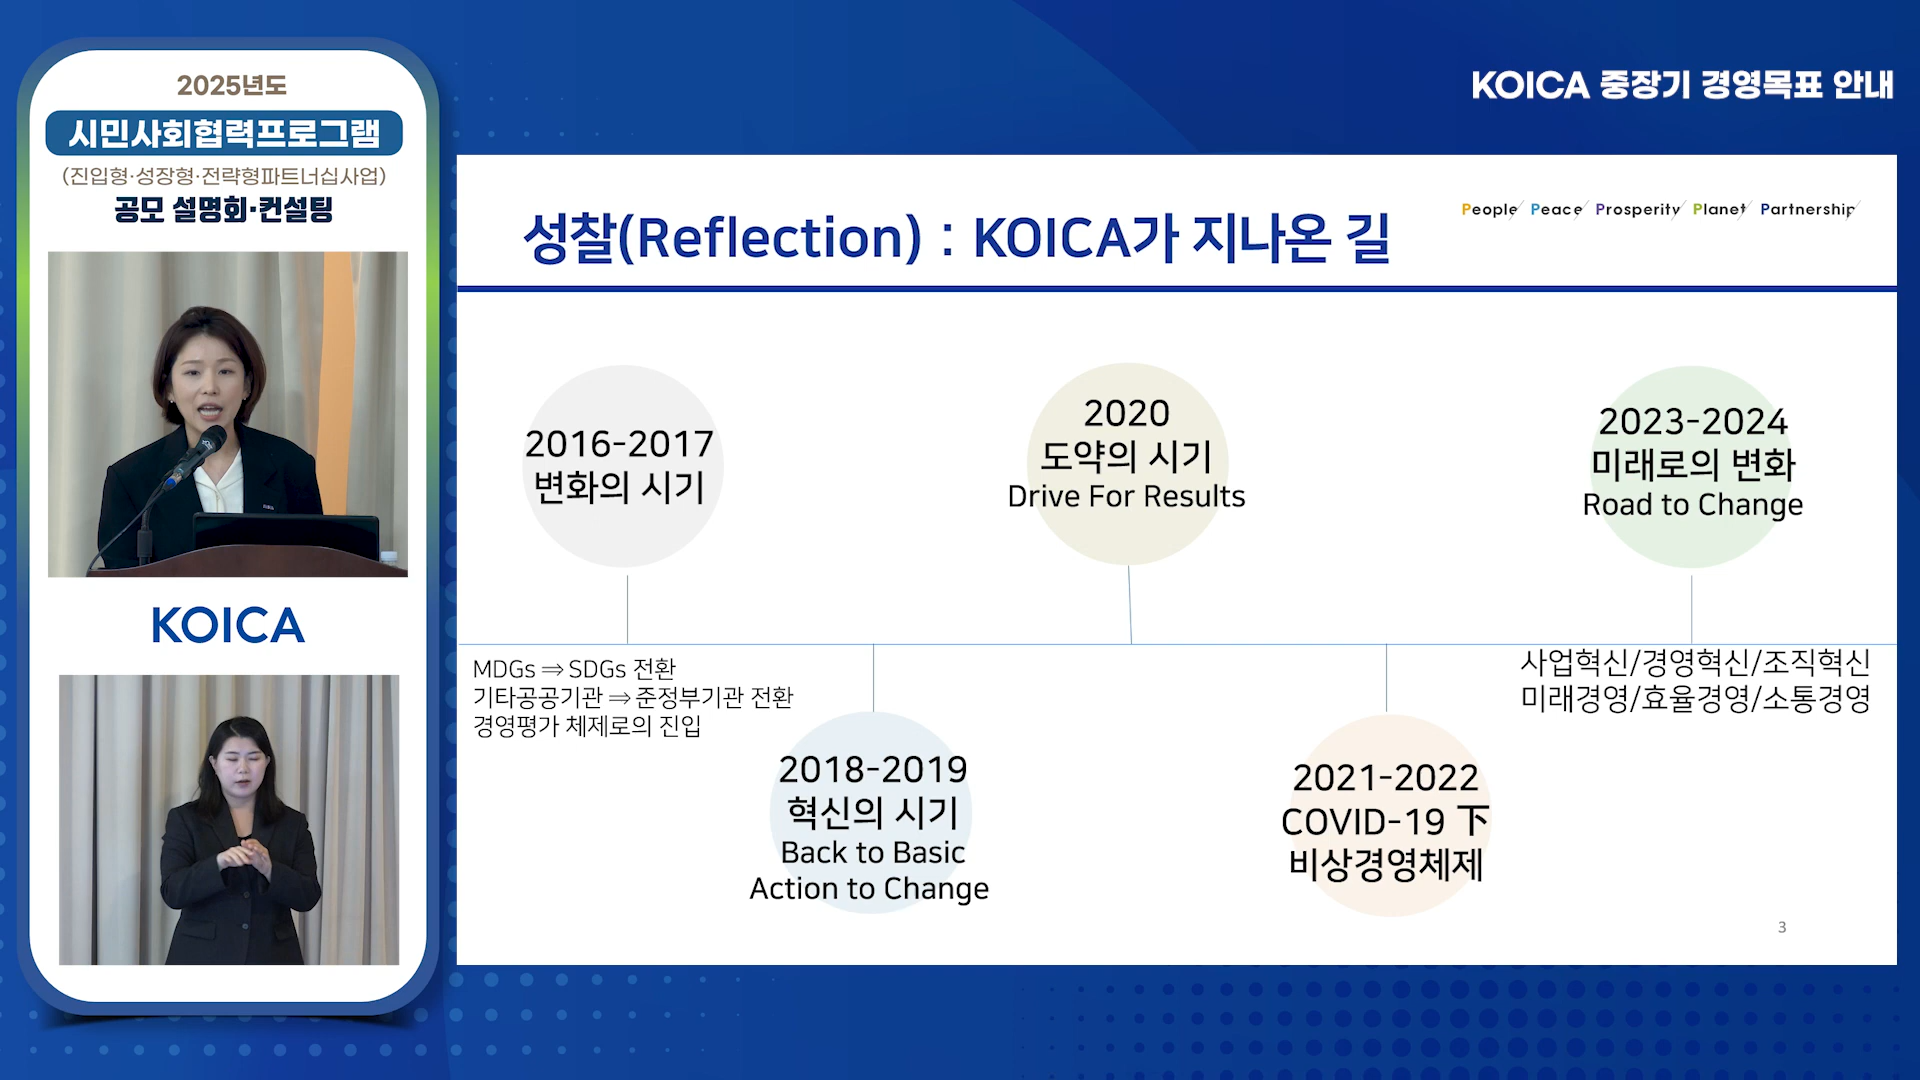 2025년도
시민사회협력프로그램
(진입형·성장형·전략형파트너십사업)
공모 설명회·컨설팅
KOICA
KOICA 중장기 경영목표 안내
성찰(Reflection) : KOICA가 지나온 길
People Peace Prosperity Planet Partnership
2016-2017
변화의 시기
MDGs ⇒ SDGs 전환
기타공공기관 ⇒ 준정부기관 전환
경영평가 체제로의 진입
2018-2019
혁신의 시기
Back to Basic
Action to Change
2020
도약의 시기
Drive For Results
2021-2022
COVID-19 下
비상경영체제
2023-2024
미래로의 변화
Road to Change
사업혁신/경영혁신/조직혁신
미래경영/효율경영/소통경영
3